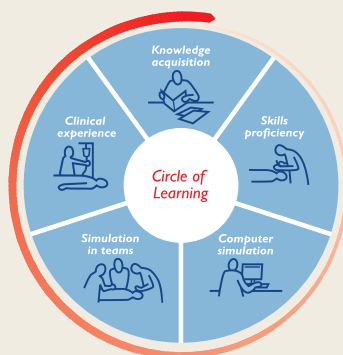 Knowledge
acquisition
Skills
proficiency
Computer
simulation
Simulation
in teams
Clinical
experience
Circle of
Learning